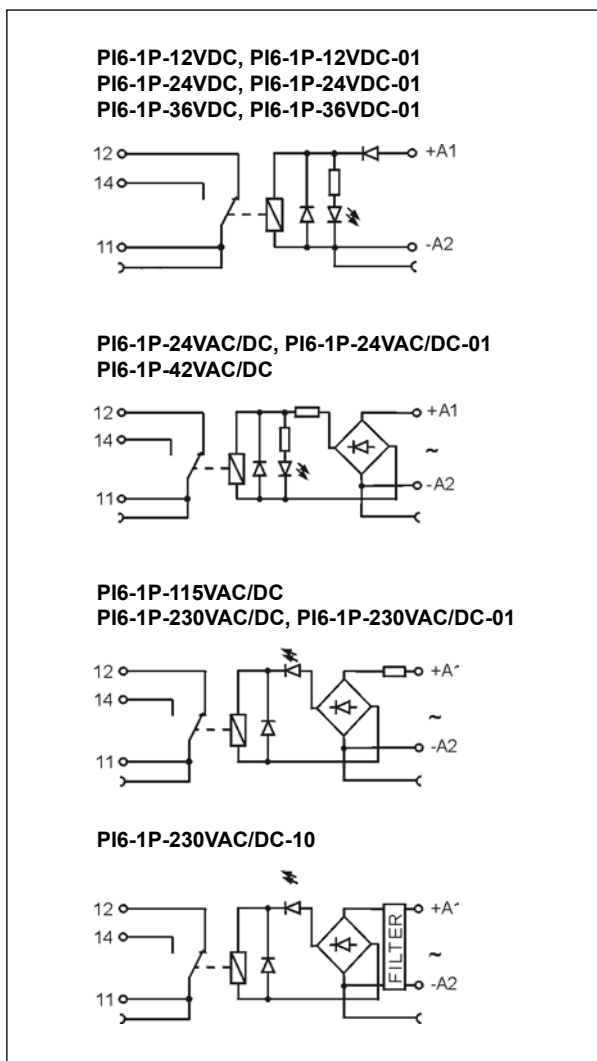 PI6-1P-12VDC, PI6-1P-12VDC-01
PI6-1P-24VDC, PI6-1P-24VDC-01
PI6-1P-36VDC, PI6-1P-36VDC-01
12
+A1
14
11
-A2
PI6-1P-24VAC/DC, PI6-1P-24VAC/DC-01
PI6-1P-42VAC/DC
12
+A1
14
~
11
-A2
PI6-1P-115VAC/DC
PI6-1P-230VAC/DC, PI6-1P-230VAC/DC-01
12
+A1
14
~
11
-A2
PI6-1P-230VAC/DC-10
12
+A1
14
FILTER
~
11
-A2